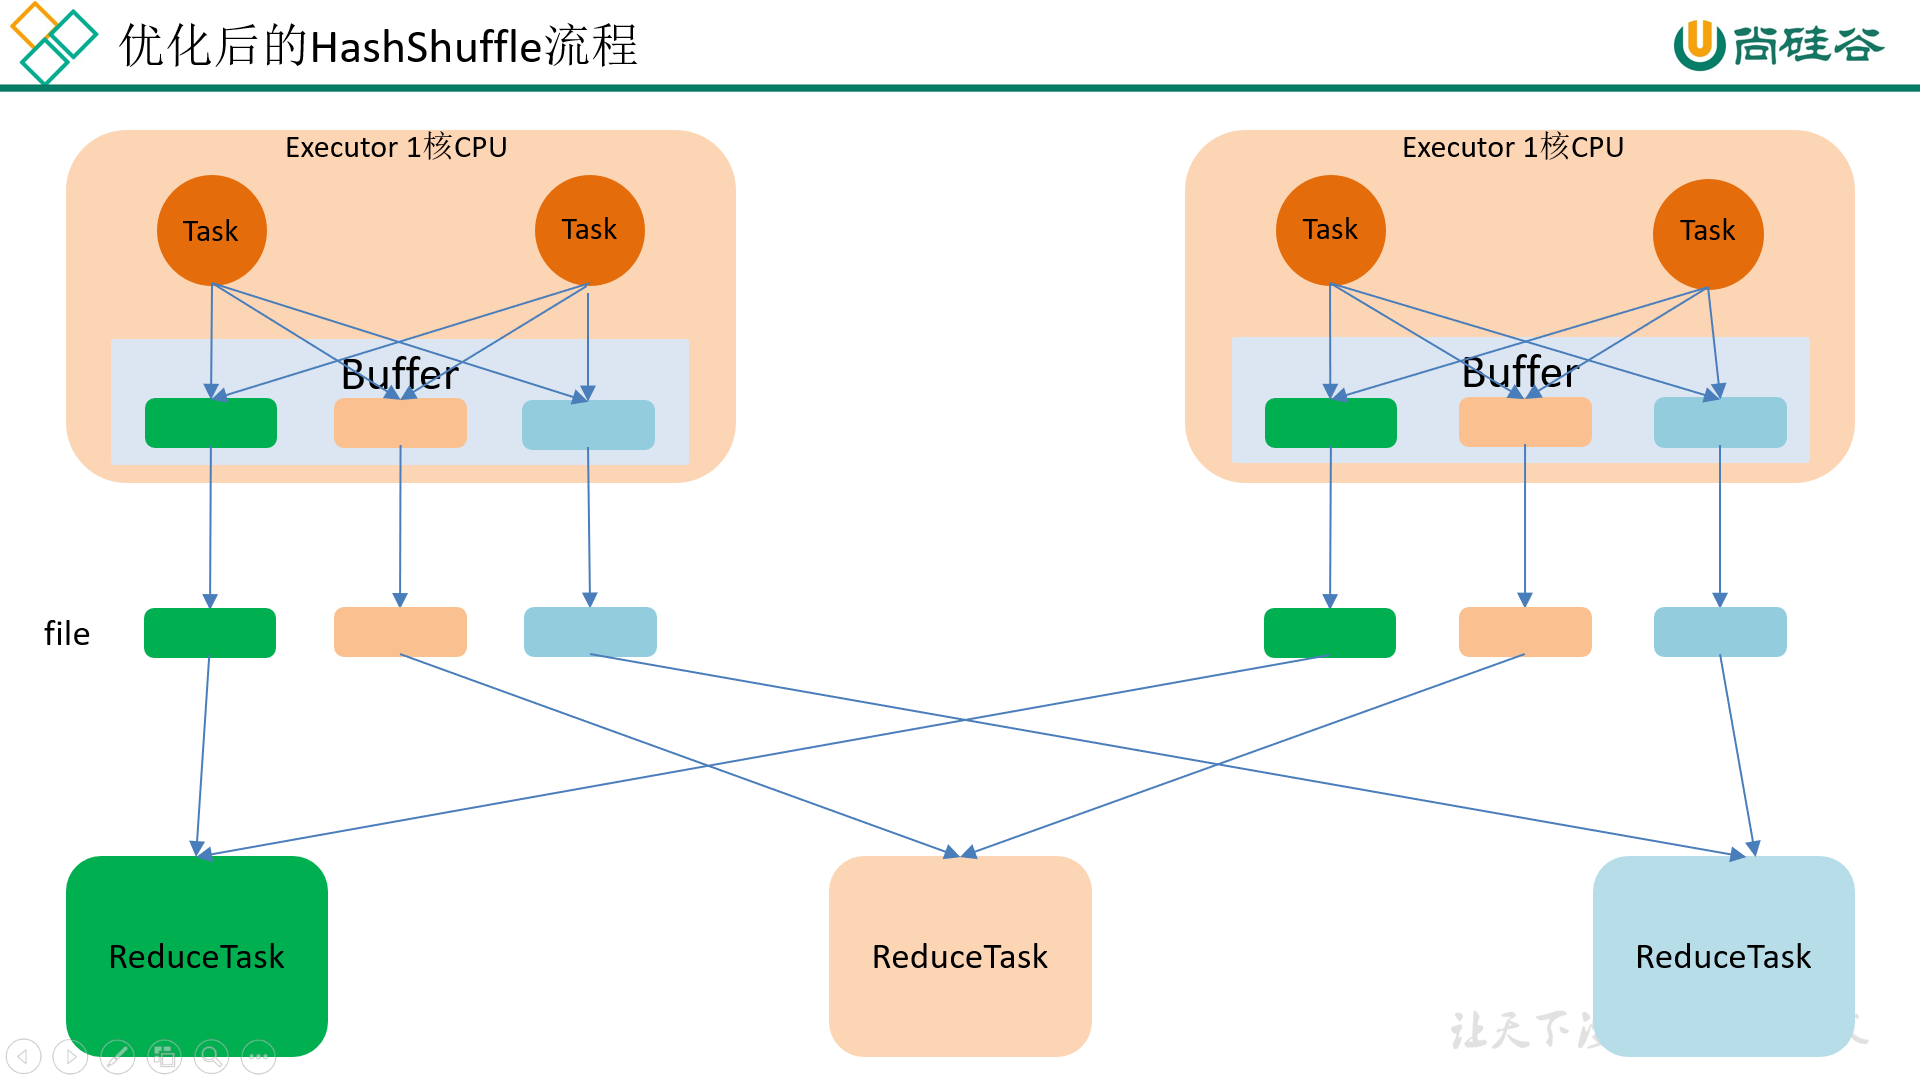 优化后的HashShuffle流程
尚硅谷
Executor 1核CPU
Executor 1核CPU
Task
Task
Task
Task
Buffer
Buffer
file
ReduceTask
ReduceTask
ReduceTask
让天下